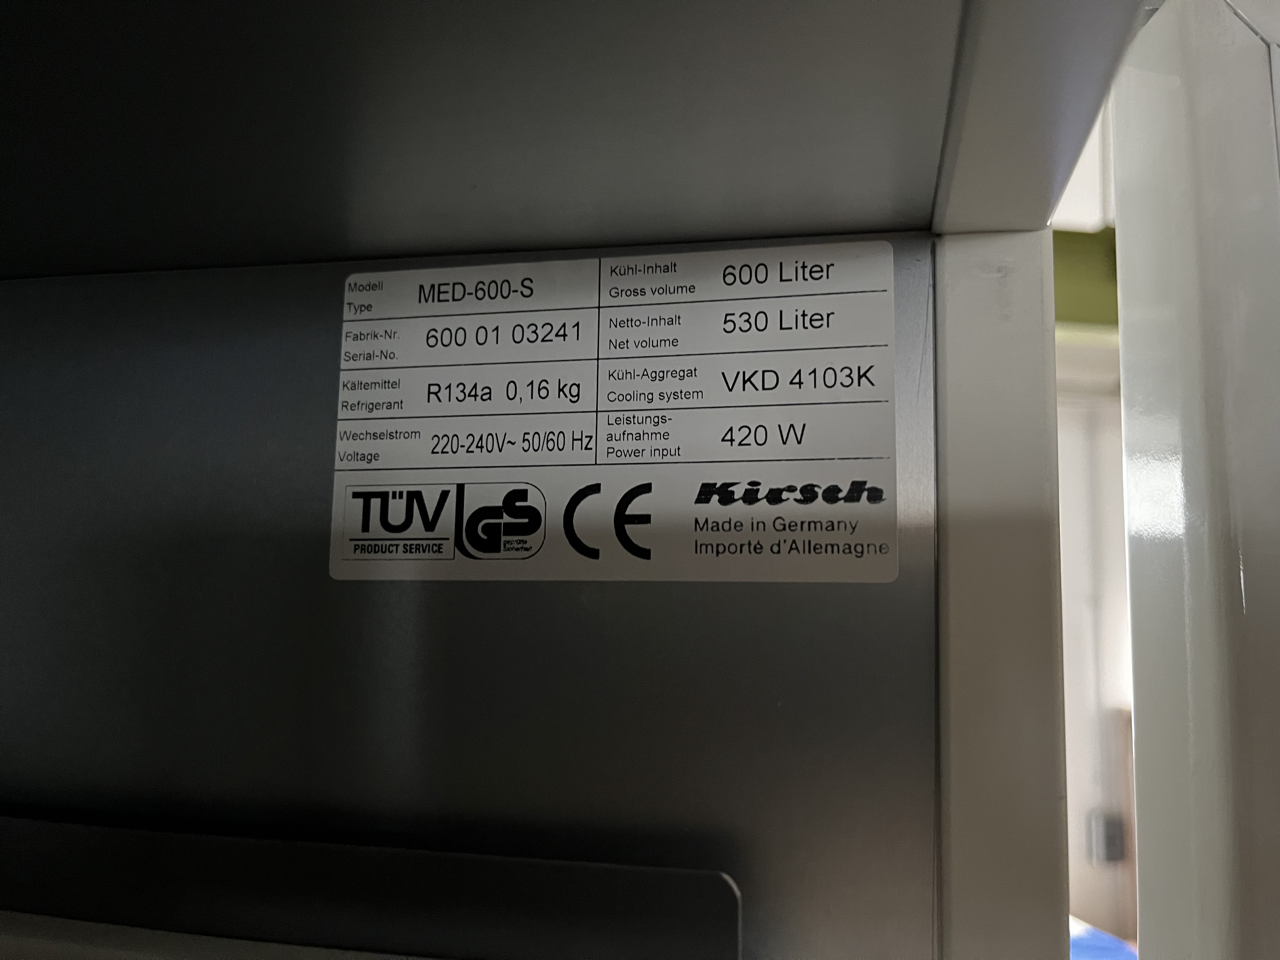 Modell
Type
MED-600-S
Kühl-Inhalt
Gross volume
600 Liter
Fabrik-Nr.
Serial-No.
600 01 03241
Netto-Inhalt
Net volume
530 Liter
Kältemittel
Refrigerant
R134a 0,16 kg
Kühl-Aggregat
Cooling system
VKD 4103K
Wechselstrom
Voltage
220-240V~ 50/60 Hz
Leistungs-
aufnahme
Power input
420 W
TÜV
PRODUCT SERVICE
GS
geprüfte
Sicherheit
CE
Kirsch
Made in Germany
Importé d'Allemagne